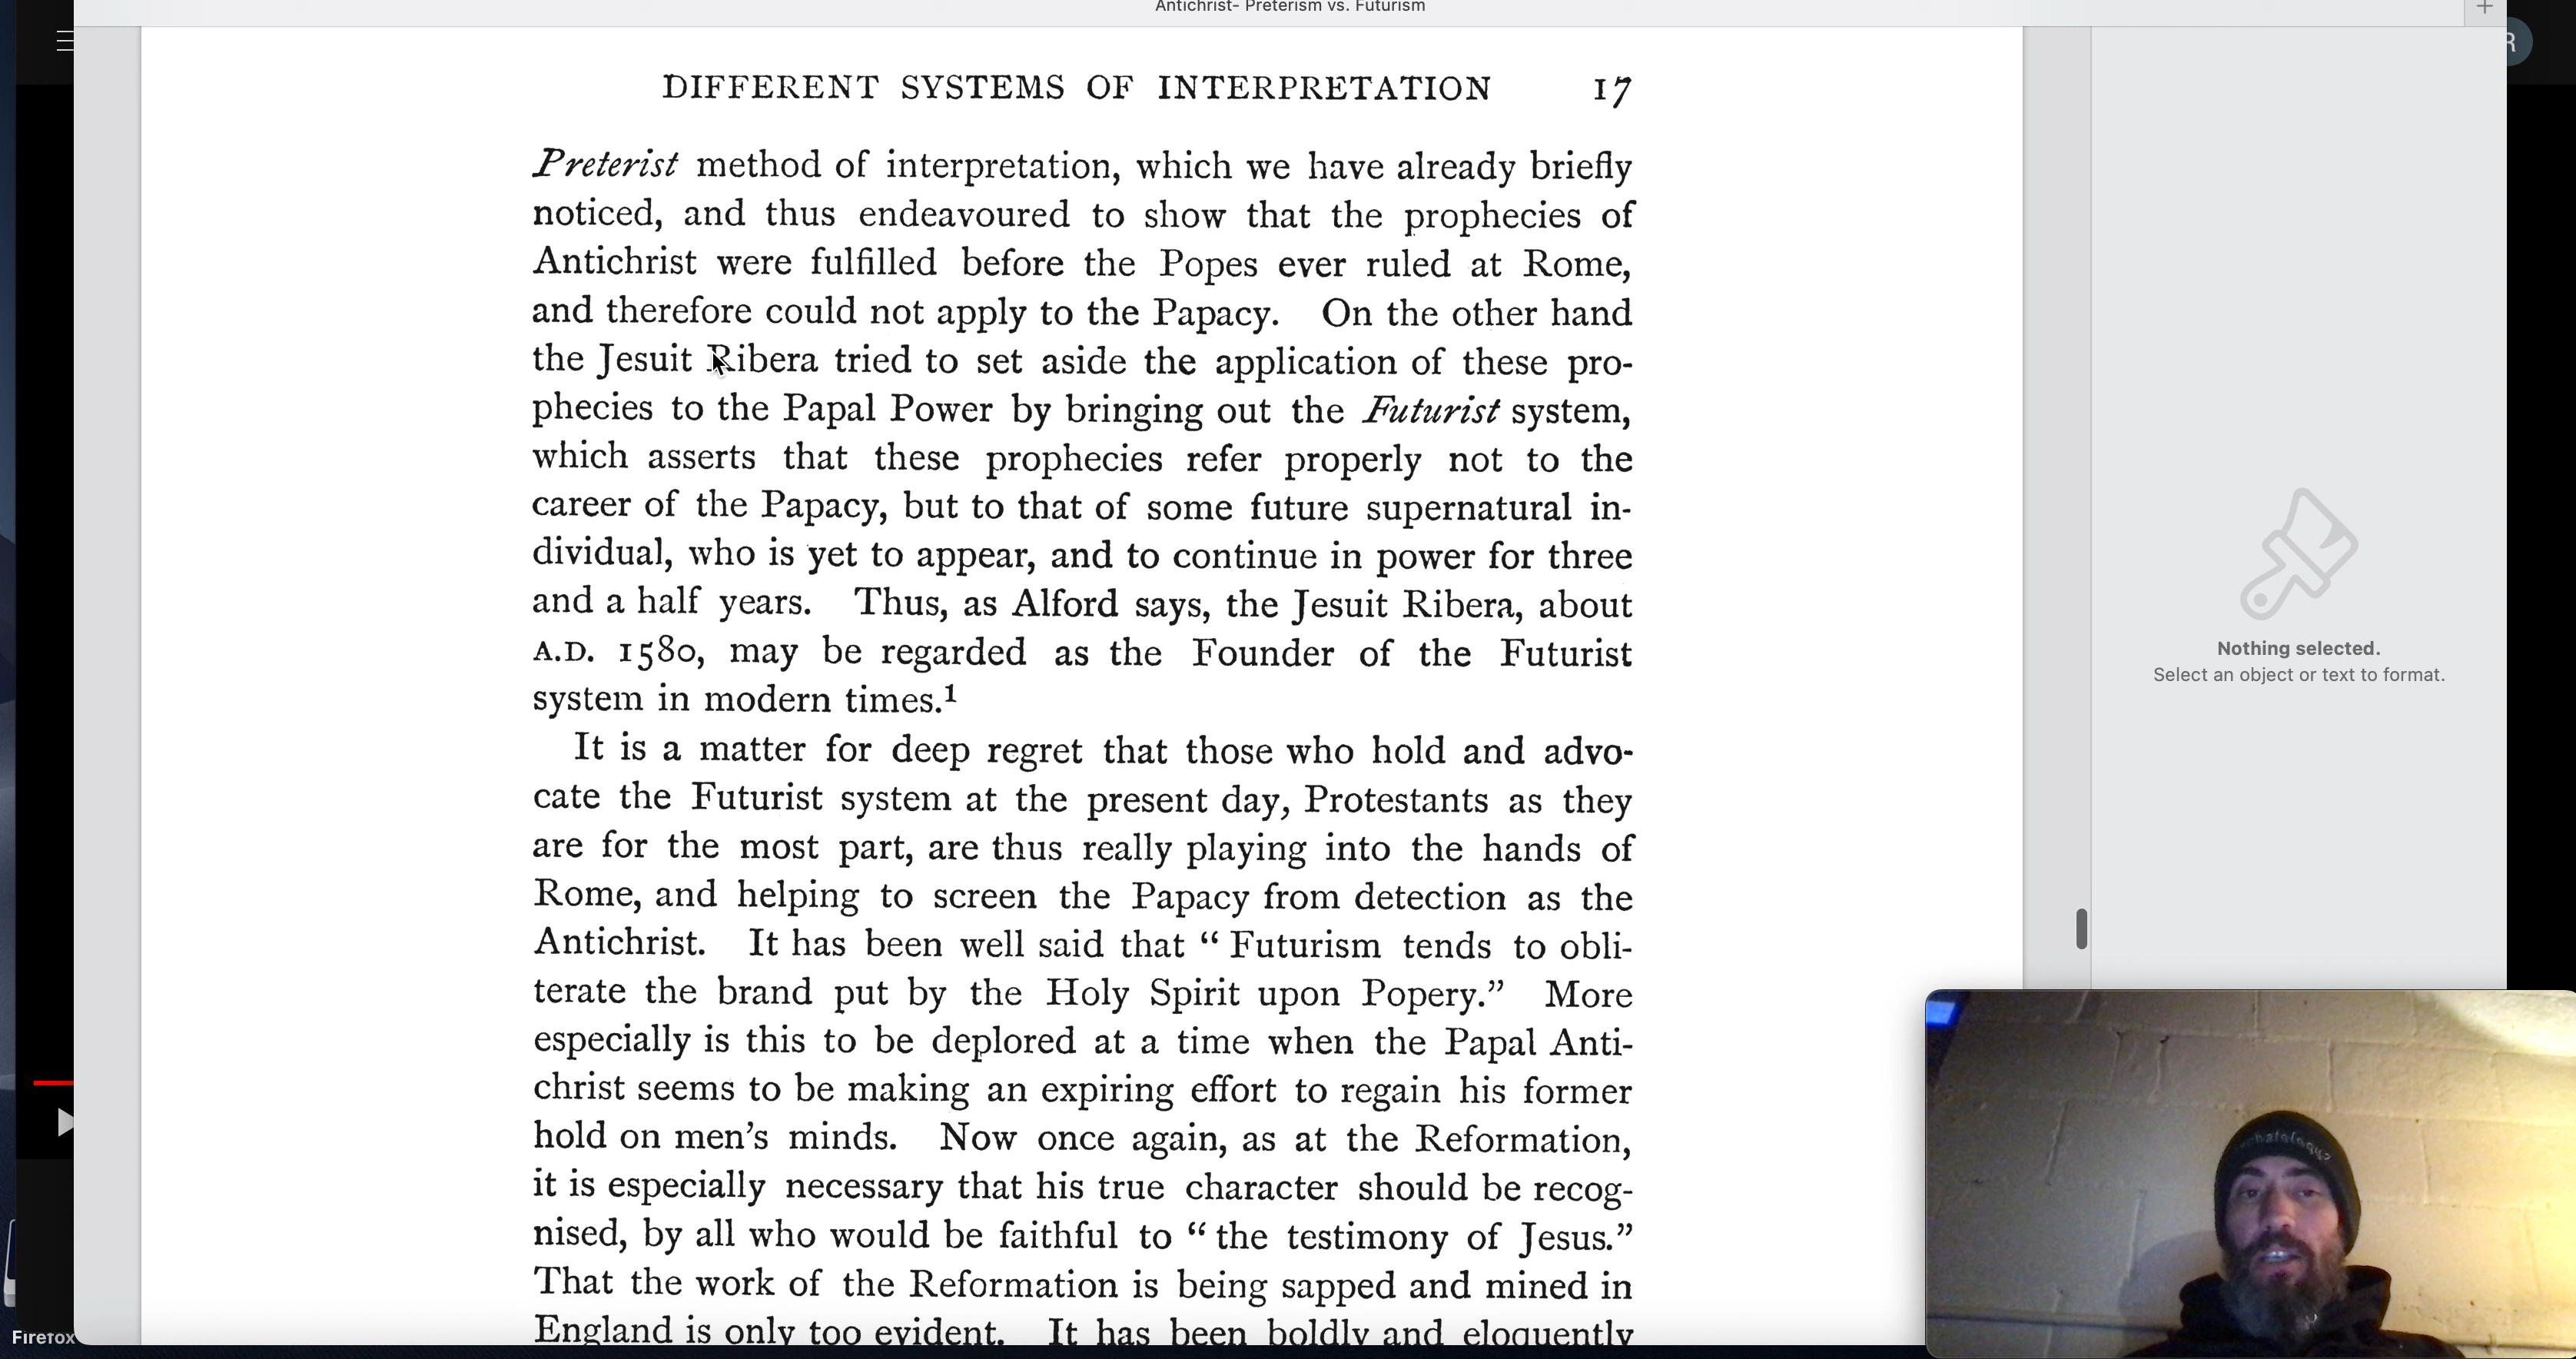 Antichrist- Preterism vs. Futurism
R
DIFFERENT SYSTEMS OF INTERPRETATION 17
Preterist method of interpretation, which we have already briefly
noticed, and thus endeavoured to show that the prophecies of
Antichrist were fulfilled before the Popes ever ruled at Rome,
and therefore could not apply to the Papacy. On the other hand
the Jesuit Ribera tried to set aside the application of these pro-
phecies to the Papal Power by bringing out the Futurist system,
which asserts that these prophecies refer properly not to the
career of the Papacy, but to that of some future supernatural in-
dividual, who is yet to appear, and to continue in power for three
and a half years. Thus, as Alford says, the Jesuit Ribera, about
A.D. 1580, may be regarded as the Founder of the Futurist
system in modern times.¹
It is a matter for deep regret that those who hold and advo-
cate the Futurist system at the present day, Protestants as they
are for the most part, are thus really playing into the hands of
Rome, and helping to screen the Papacy from detection as the
Antichrist. It has been well said that “ Futurism tends to obli-
terate the brand put by the Holy Spirit upon Popery.” More
especially is this to be deplored at a time when the Papal Anti-
christ seems to be making an expiring effort to regain his former
hold on men’s minds. Now once again, as at the Reformation,
it is especially necessary that his true character should be recog-
nised, by all who would be faithful to “ the testimony of Jesus.”
That the work of the Reformation is being sapped and mined in
England is only too evident. It has been boldly and eloquently
Nothing selected.
Select an object or text to format.
Firefox